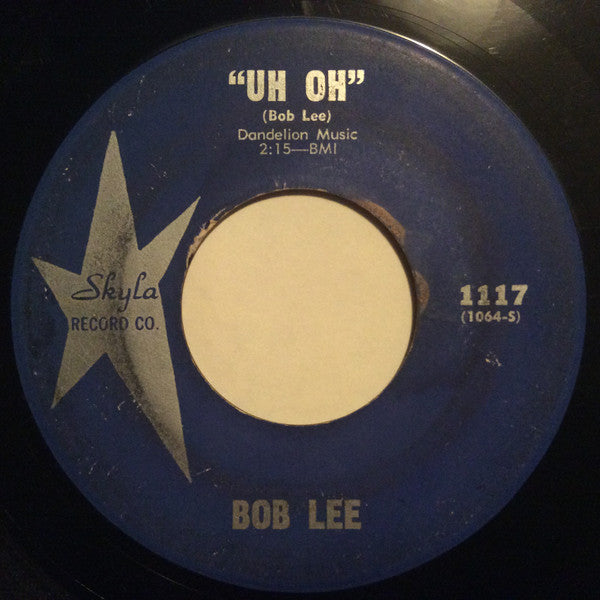 "UH OH"
(Bob Lee)
Dandelion Music
2:15—BMI
Skyla
RECORD CO.
1117
(1064-S)
BOB LEE